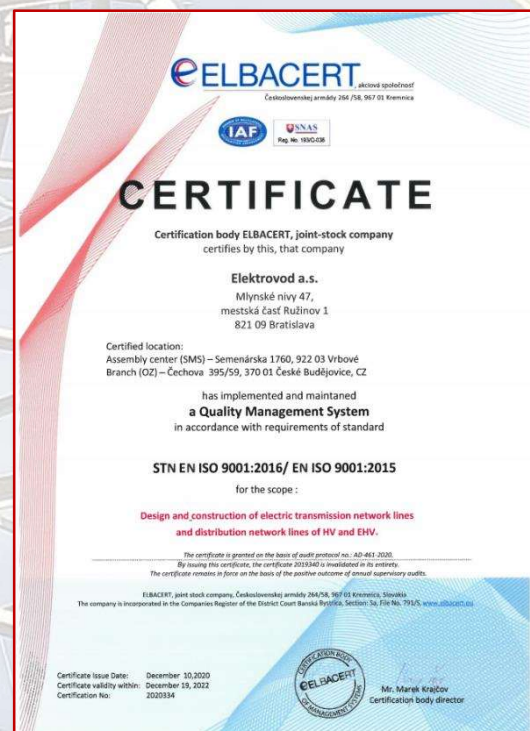 ELBACERT, akciová spoločnosť
Československej armády 264 /58, 967 01 Kremnica
IAF
SNAS
Reg. No. 193/Q-036
CERTIFICATE
Certification body ELBACERT, joint-stock company
certifies by this, that company
Elektrovod a.s.
Mlynské nivy 47,
mestská časť Ružinov 1
821 09 Bratislava
Certified location:
Assembly center (SMS) – Semenárska 1760, 922 03 Vrbové
Branch (OZ) – Čechova 395/59, 370 01 České Budějovice, CZ
has implemented and maintaned
a Quality Management System
in accordance with requirements of standard
STN EN ISO 9001:2016/ EN ISO 9001:2015
for the scope :
Design and construction of electric transmission network lines
and distribution network lines of HV and EHV.
The certificate is granted on the basis of audit protocol no.: AD-461-2020.
By issuing this certificate, the certificate 2019340 is invalidated in its entirety.
The certificate remains in force on the basis of the positive outcome of annual supervisory audits.
ELBACERT, joint stock company, Československej armády 264/58, 967 01 Kremnica, Slovakia
The company is incorporated in the Companies Register of the District Court Banská Bystrica, Section: Sa, File No. 791/S, www.elbacert.eu
Certificate Issue Date: December 10,2020
Certificate validity within: December 19, 2022
Certification No: 2020334
CERTIFICATION BODY
ELBACERT
OF MANAGEMENT SYSTEMS
Mr. Marek Krajčov
Certification body director